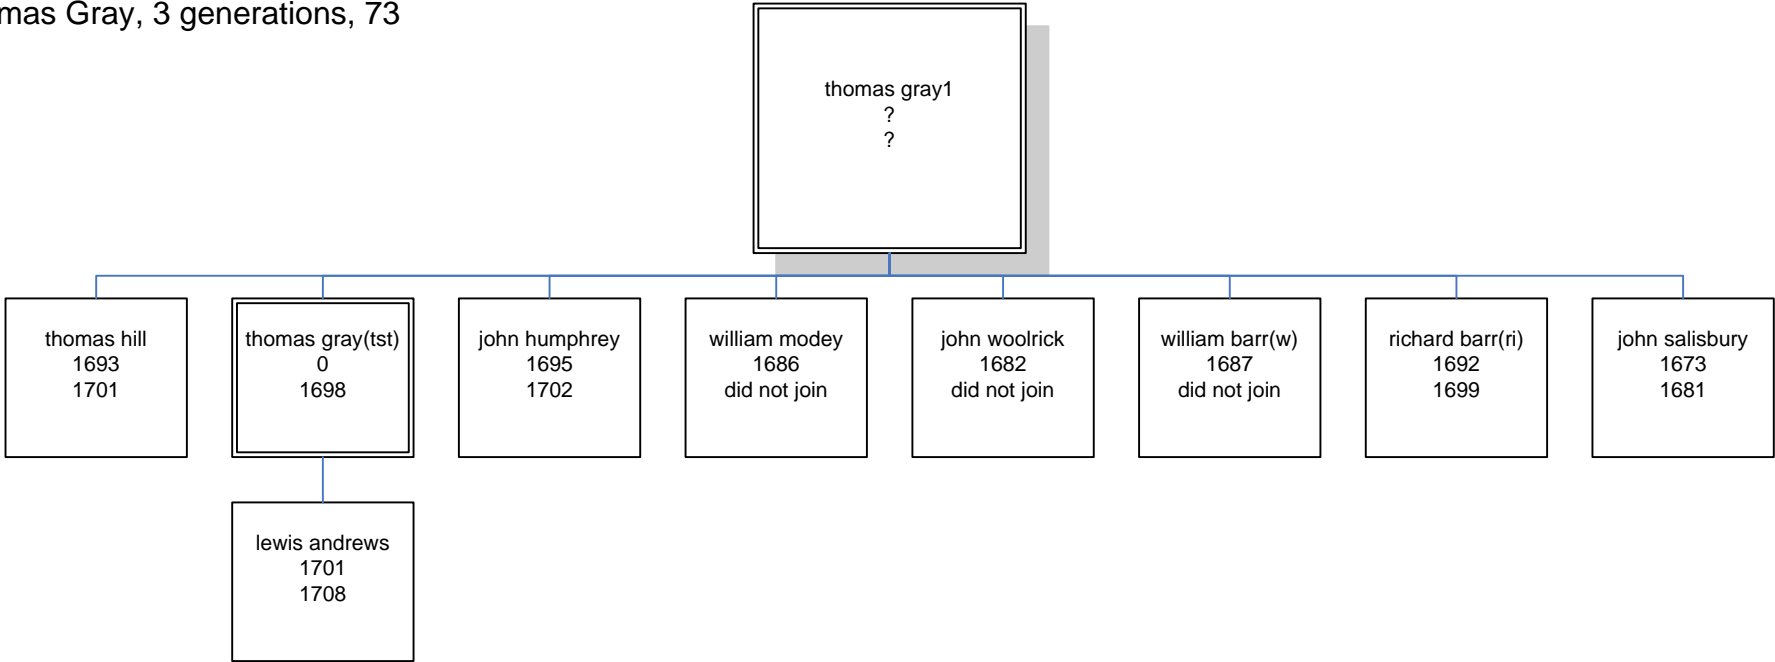 mas Gray, 3 generations, 73
thomas gray1
?
?
thomas hill
1693
1701
thomas gray(tst)
0
1698
john humphrey
1695
1702
william modey
1686
did not join
john woolrick
1682
did not join
william barr(w)
1687
did not join
richard barr(ri)
1692
1699
john salisbury
1673
1681
lewis andrews
1701
1708